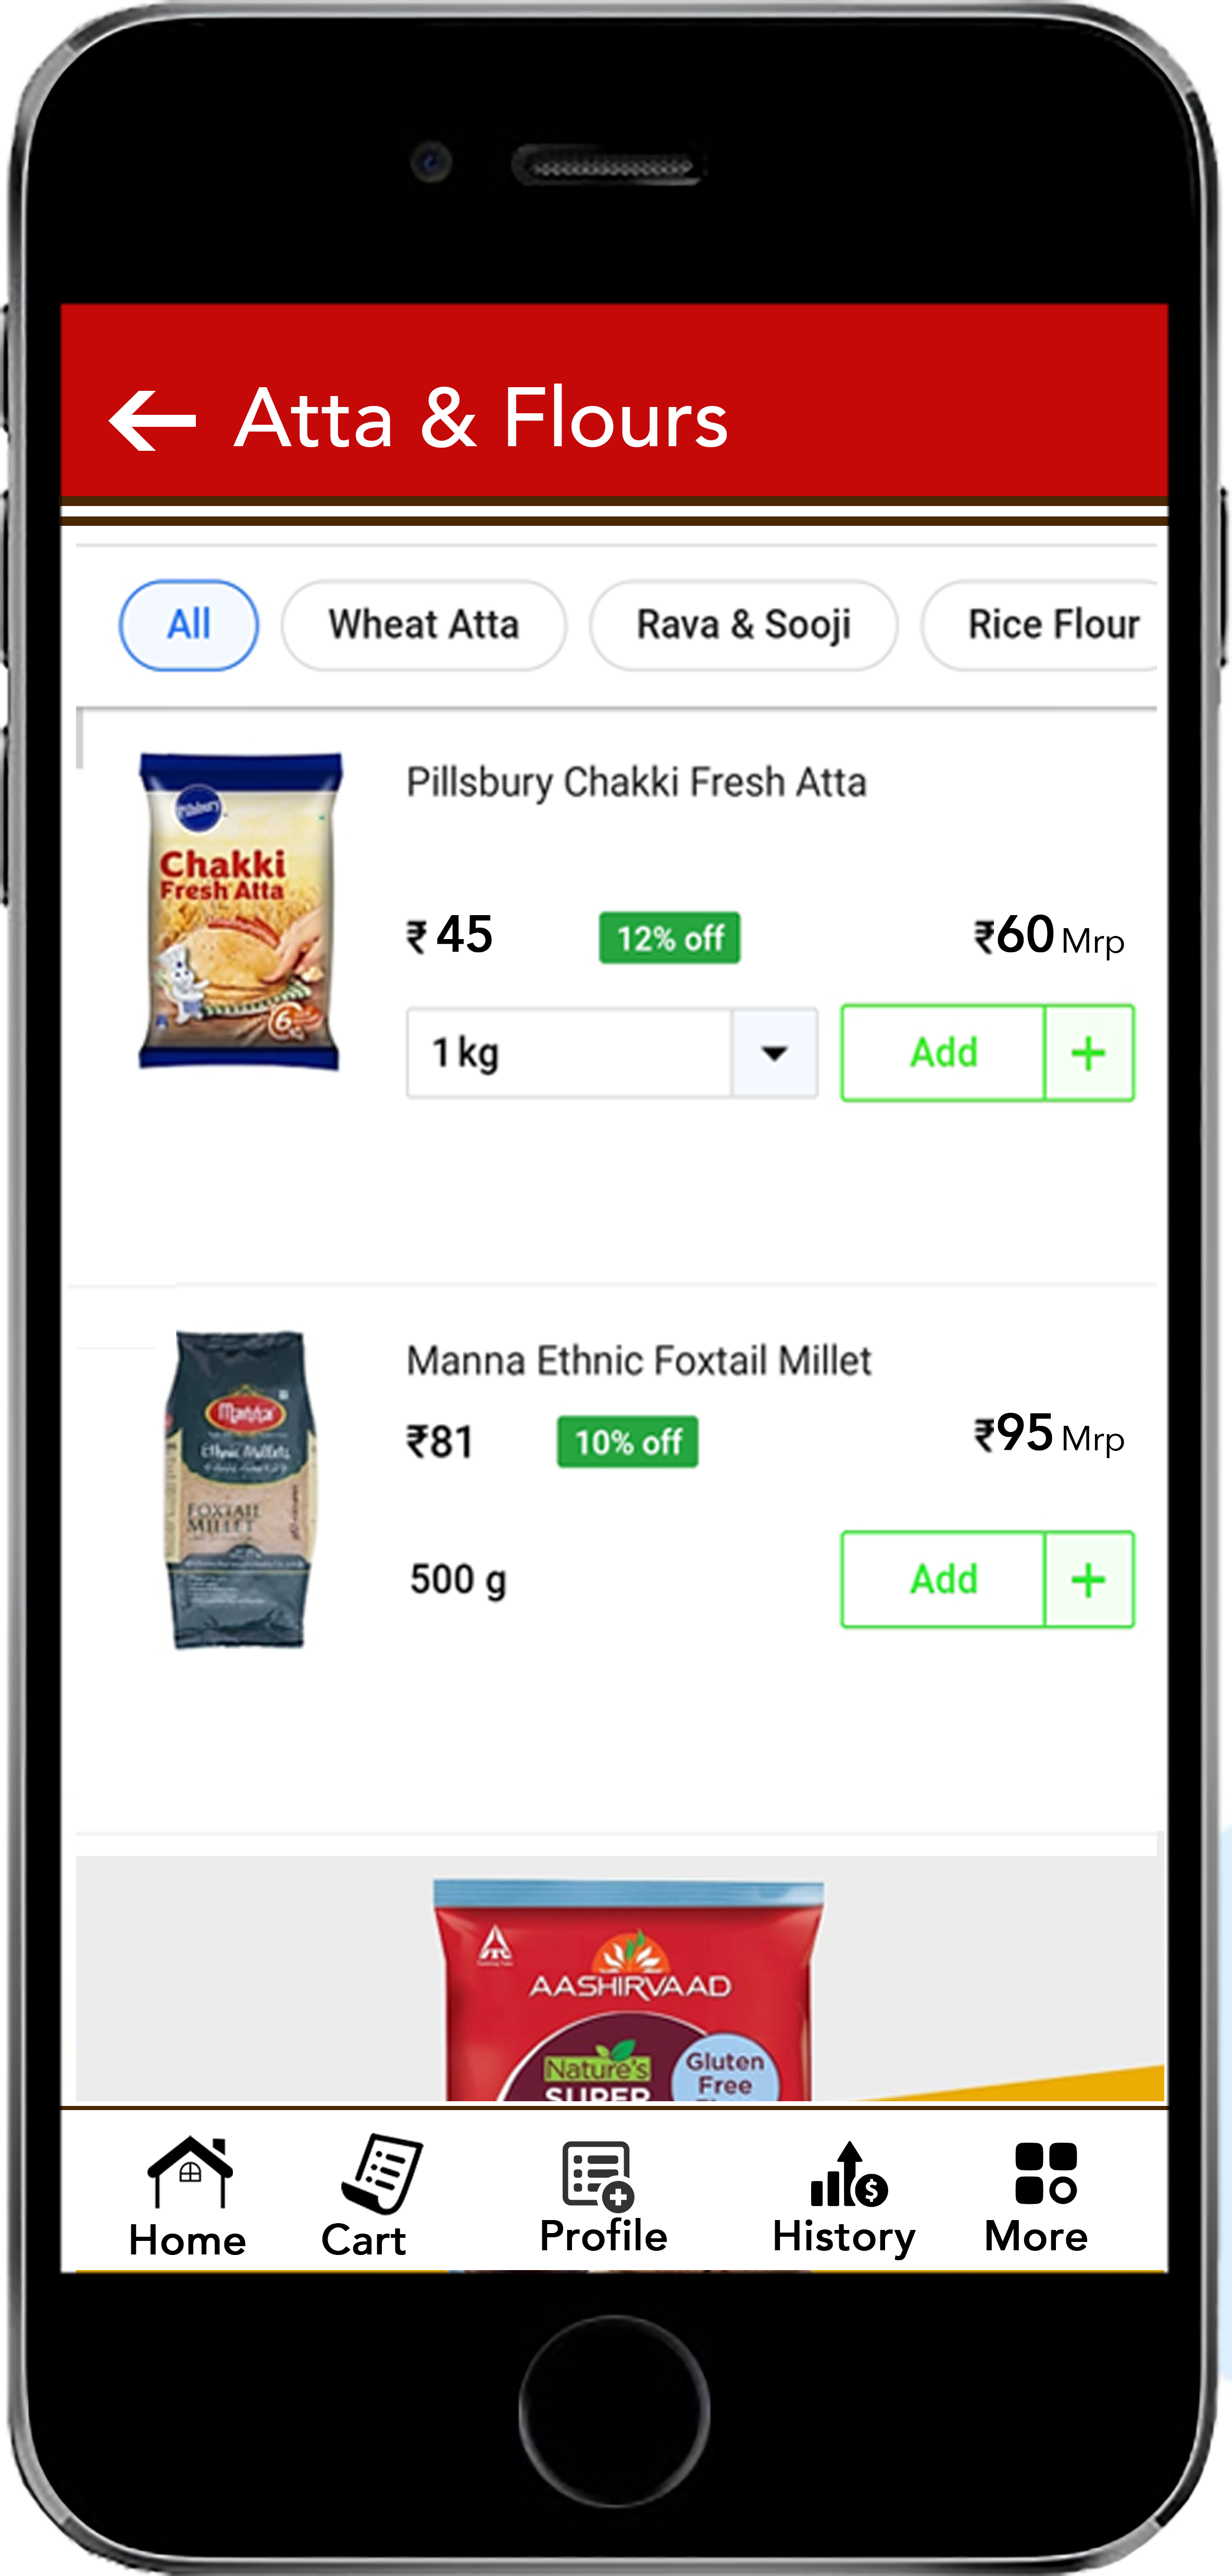 Atta & Flours
All Wheat Atta Rava & Sooji Rice Flour
Pillsbury
Chakki
Fresh Atta
Pillsbury Chakki Fresh Atta
₹ 45 12% off ₹60 Mrp
1 kg Add +
Manna
Ethnic Millets
FOXTAIL
MILLET
Manna Ethnic Foxtail Millet
₹81 10% off ₹95 Mrp
500 g Add +
AASHIRVAAD
Nature's
SUPER
Gluten
Free
Home Cart Profile History More